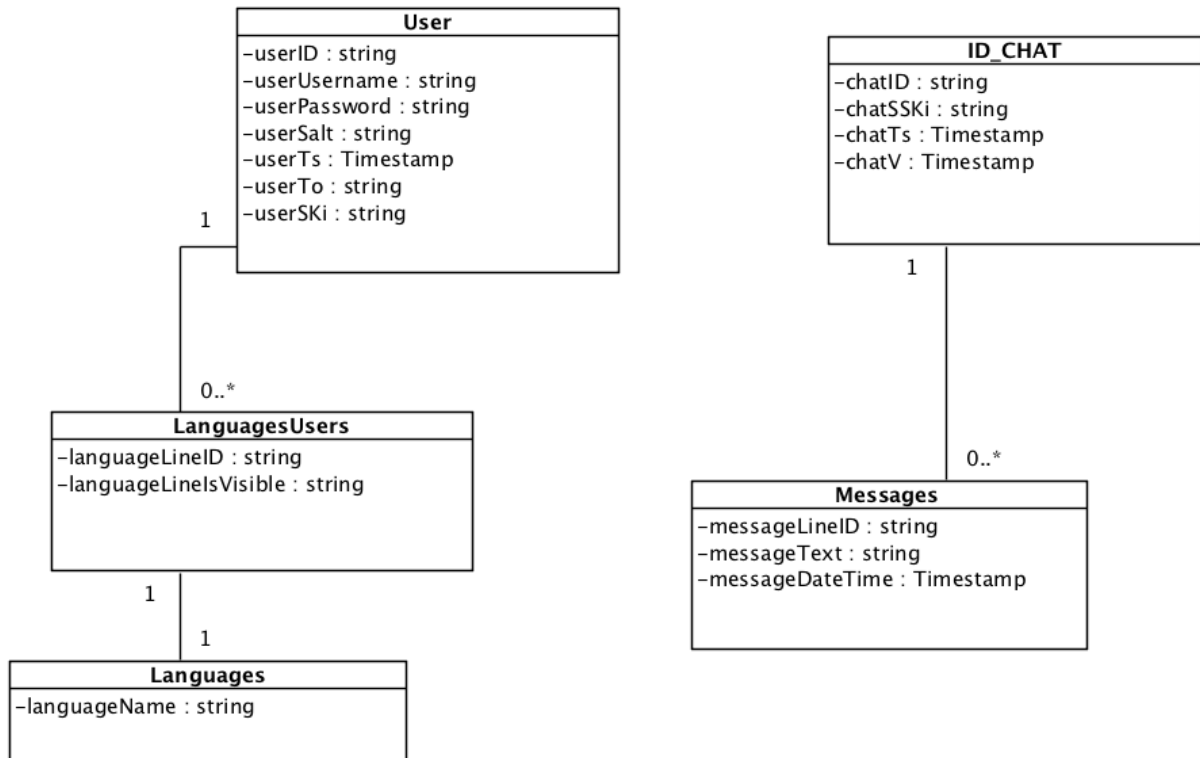 User
-userID : string
-userUsername : string
-userPassword : string
-userSalt : string
-userTs : Timestamp
-userTo : string
-userSKi : string
1
0..*
LanguagesUsers
-languageLineID : string
-languageLineIsVisible : string
1
1
Languages
-languageName : string
ID_CHAT
-chatID : string
-chatSSKi : string
-chatTs : Timestamp
-chatV : Timestamp
1
0..*
Messages
-messageLineID : string
-messageText : string
-messageDateTime : Timestamp